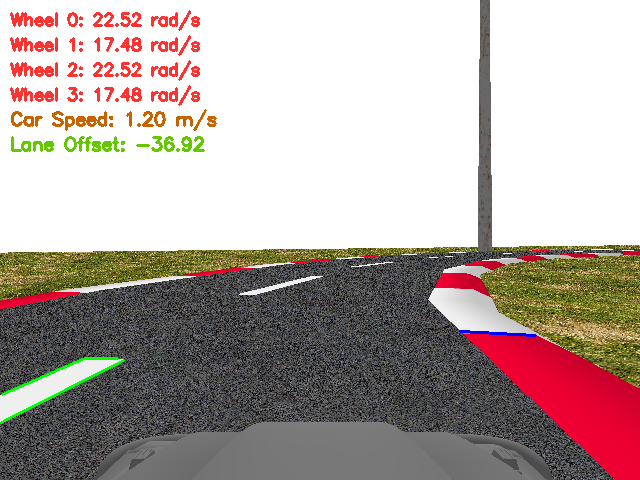 Wheel 0: 22.52 rad/s
Wheel 1: 17.48 rad/s
Wheel 2: 22.52 rad/s
Wheel 3: 17.48 rad/s
Car Speed: 1.20 m/s
Lane Offset: -36.92